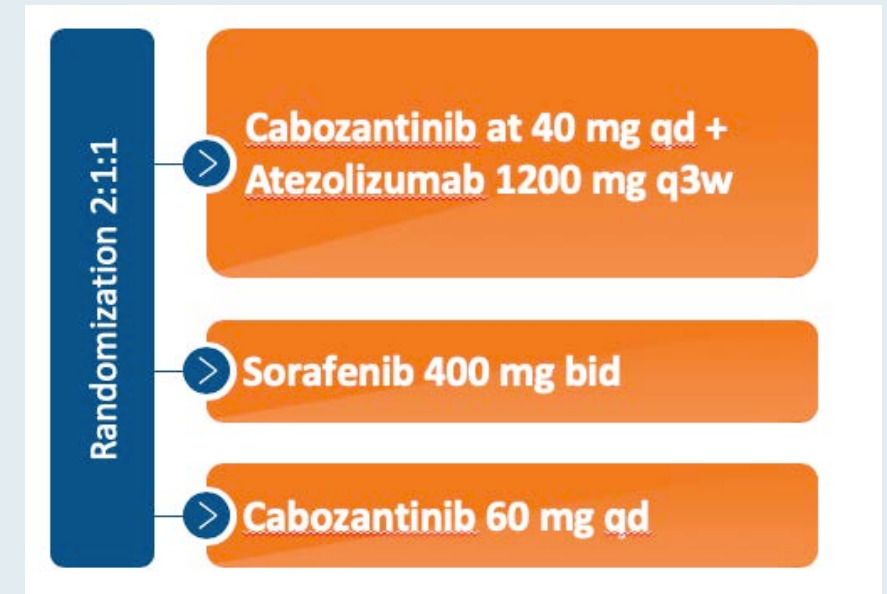 Randomization 2:1:1
Cabozantinib at 40 mg qd +
Atezolizumab 1200 mg q3w
Sorafenib 400 mg bid
Cabozantinib 60 mg qd